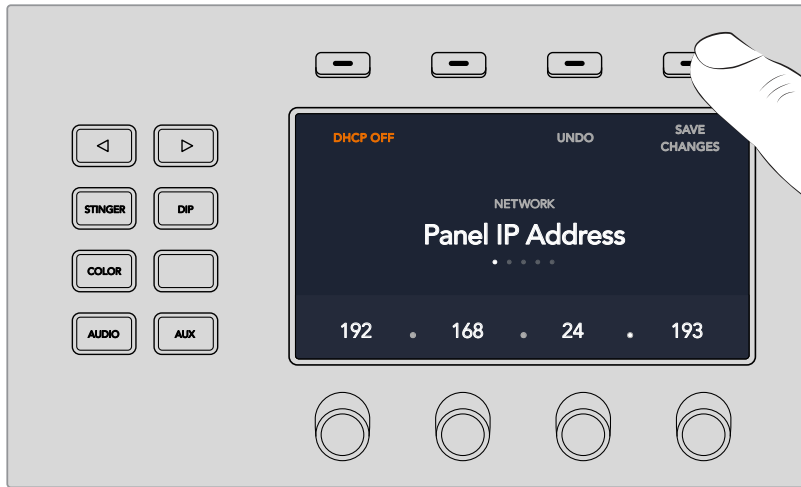 DHCP OFF
UNDO
SAVE
CHANGES
STINGER
DIP
NETWORK
Panel IP Address
COLOR
AUDIO
AUX
192 . 168 . 24 . 193